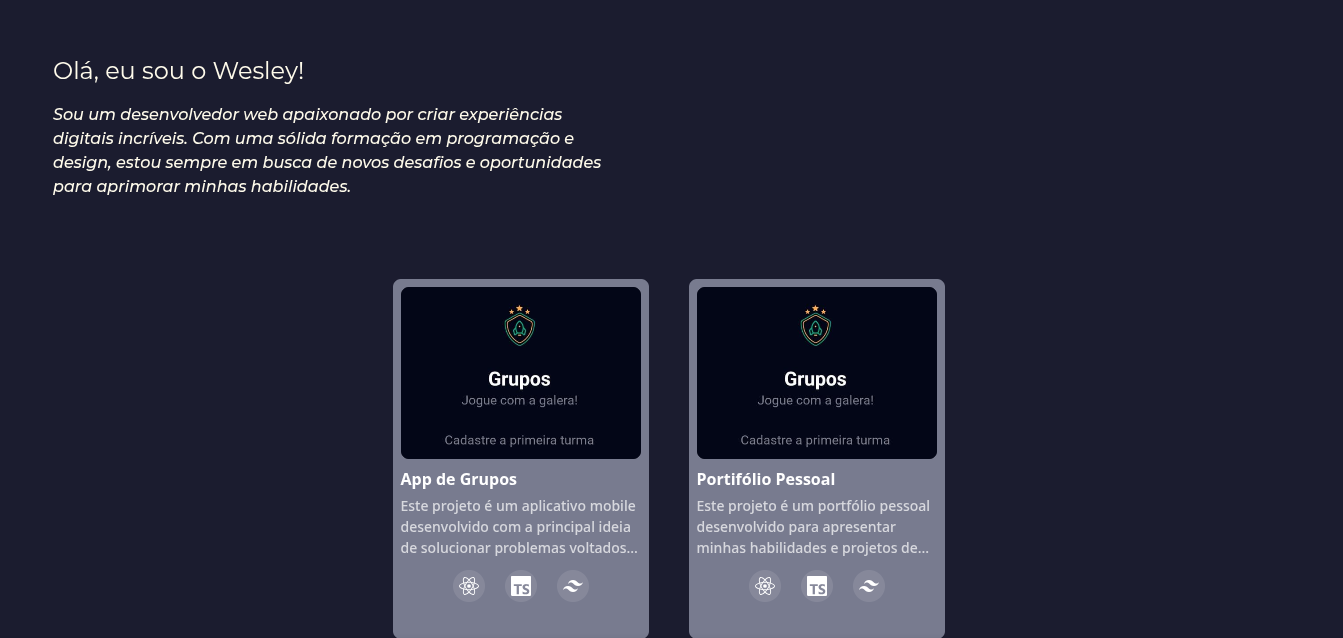 Olá, eu sou o Wesley!
Sou um desenvolvedor web apaixonado por criar experiências
digitais incríveis. Com uma sólida formação em programação e
design, estou sempre em busca de novos desafios e oportunidades
para aprimorar minhas habilidades.
Grupos
Jogue com a galera!
Cadastre a primeira turma
App de Grupos
Este projeto é um aplicativo mobile
desenvolvido com a principal ideia
de solucionar problemas voltados...
TS
Grupos
Jogue com a galera!
Cadastre a primeira turma
Portifólio Pessoal
Este projeto é um portfólio pessoal
desenvolvido para apresentar
minhas habilidades e projetos de...
TS